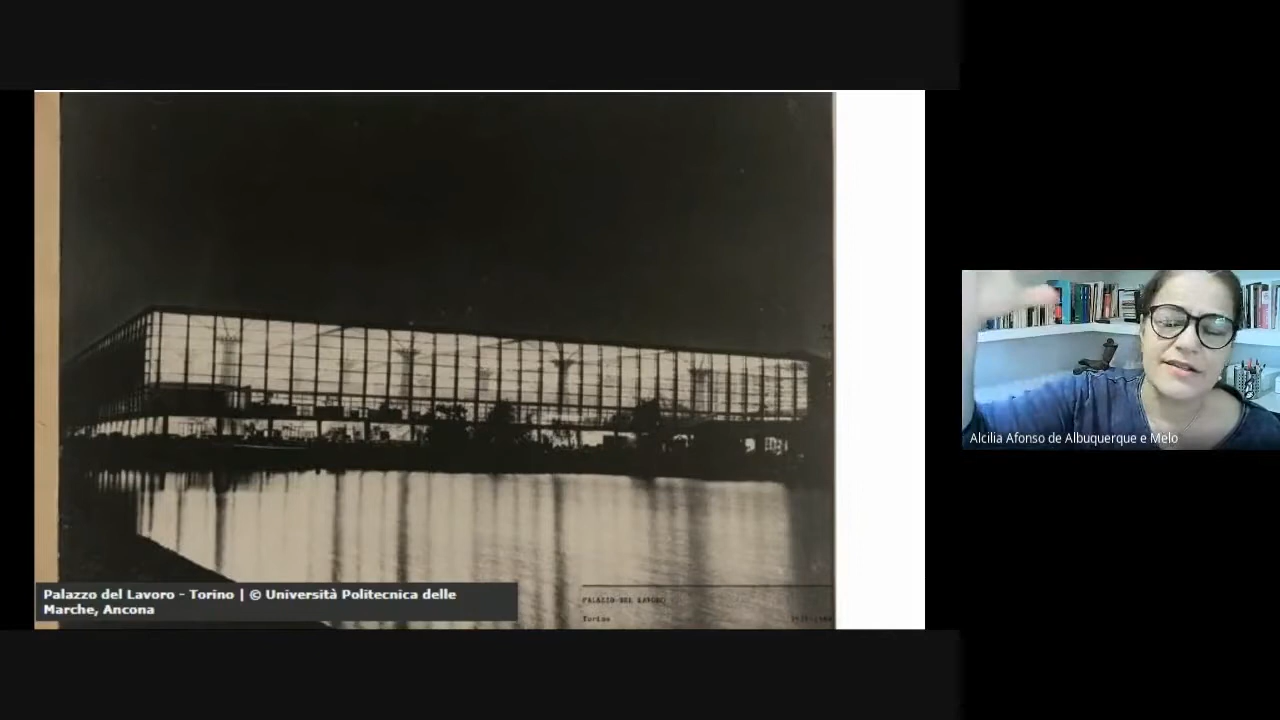 Palazzo del Lavoro - Torino | © Università Politecnica delle
Marche, Ancona
PALAZZO DEL LAVORO
Torino
Alcilia Afonso de Albuquerque e Melo